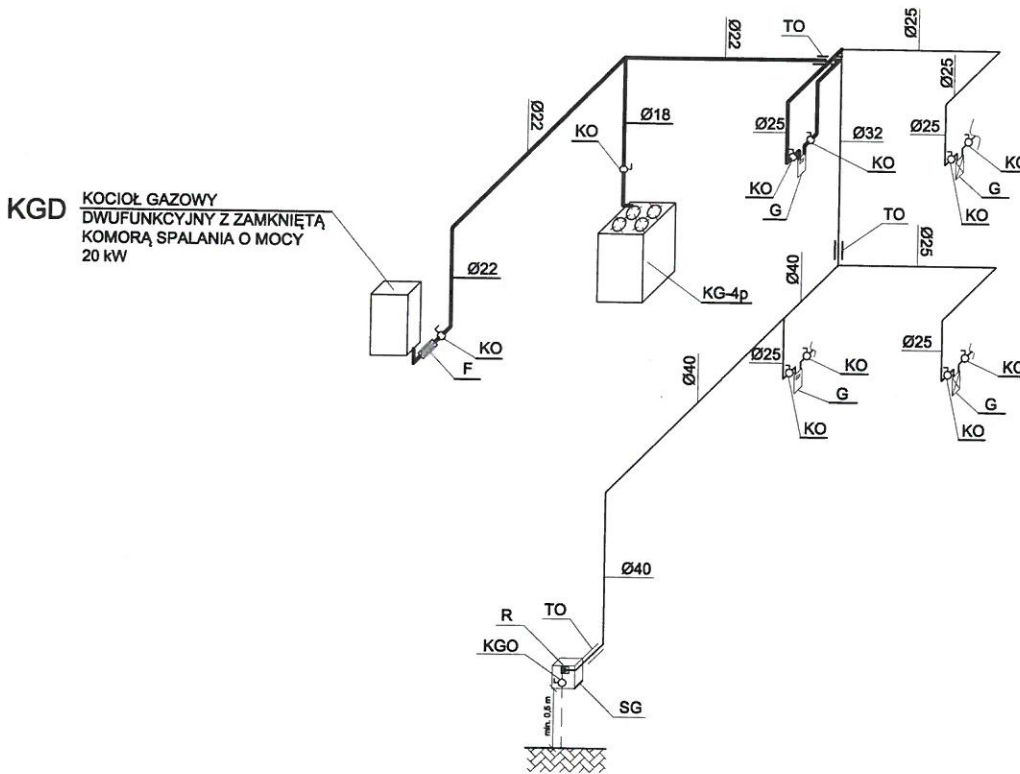 Ø25
TO
Ø22
Ø25
Ø22
Ø18
Ø25
Ø32
Ø25
KO
KO
KO
KO
G
G
KO
KGD
KOCIOŁ GAZOWY
DWUFUNKCYJNY Z ZAMKNIĘTĄ
KOMORĄ SPALANIA O MOCY
20 kW
TO
Ø25
Ø22
Ø40
KG-4p
KO
F
Ø25
Ø25
KO
KO
Ø40
G
G
KO
KO
Ø40
TO
R
KGO
SG
min. 0,5 m